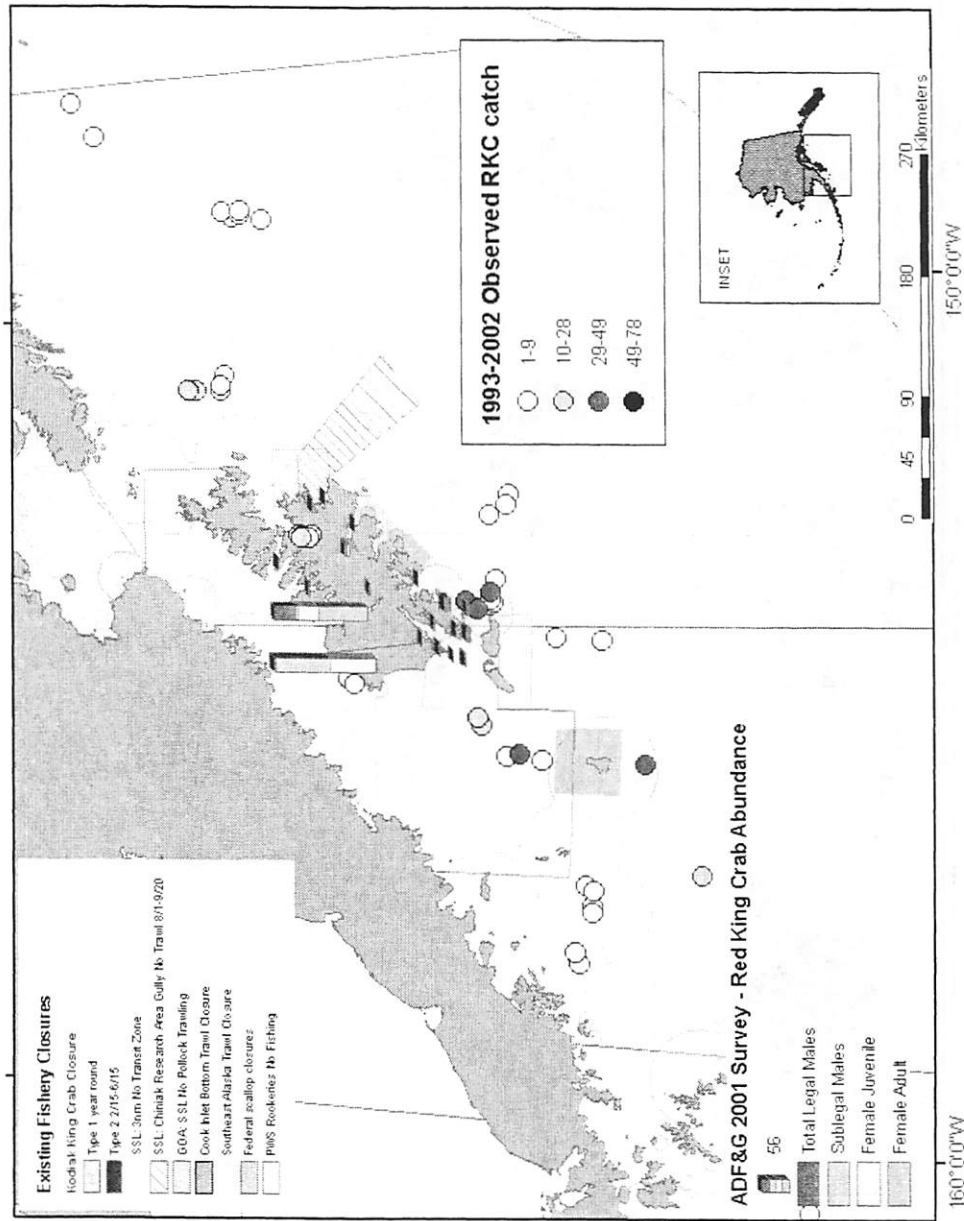 Existing Fishery Closures
Kodiak King Crab Closure
Type 1 year round
Type 2 2/15-6/15
SSL: 3nm No Transit Zone
SSL: Chiniak Research Area Gully No Trawl 8/1-9/20
GOA: SSL No Pollock Trawling
Cook Inlet Bottom Trawl Closure
Southeast Alaska Trawl Closure
Federal scallop closures
PWS Rookeries No Fishing
1993-2002 Observed RKC catch
1-9
10-28
29-49
49-78
INSET
ADF&G 2001 Survey - Red King Crab Abundance
56
Total Legal Males
Sublegal Males
Female Juvenile
Female Adult
0 45 90 180 270
Kilometers
160°0'0"W
150°0'0"W